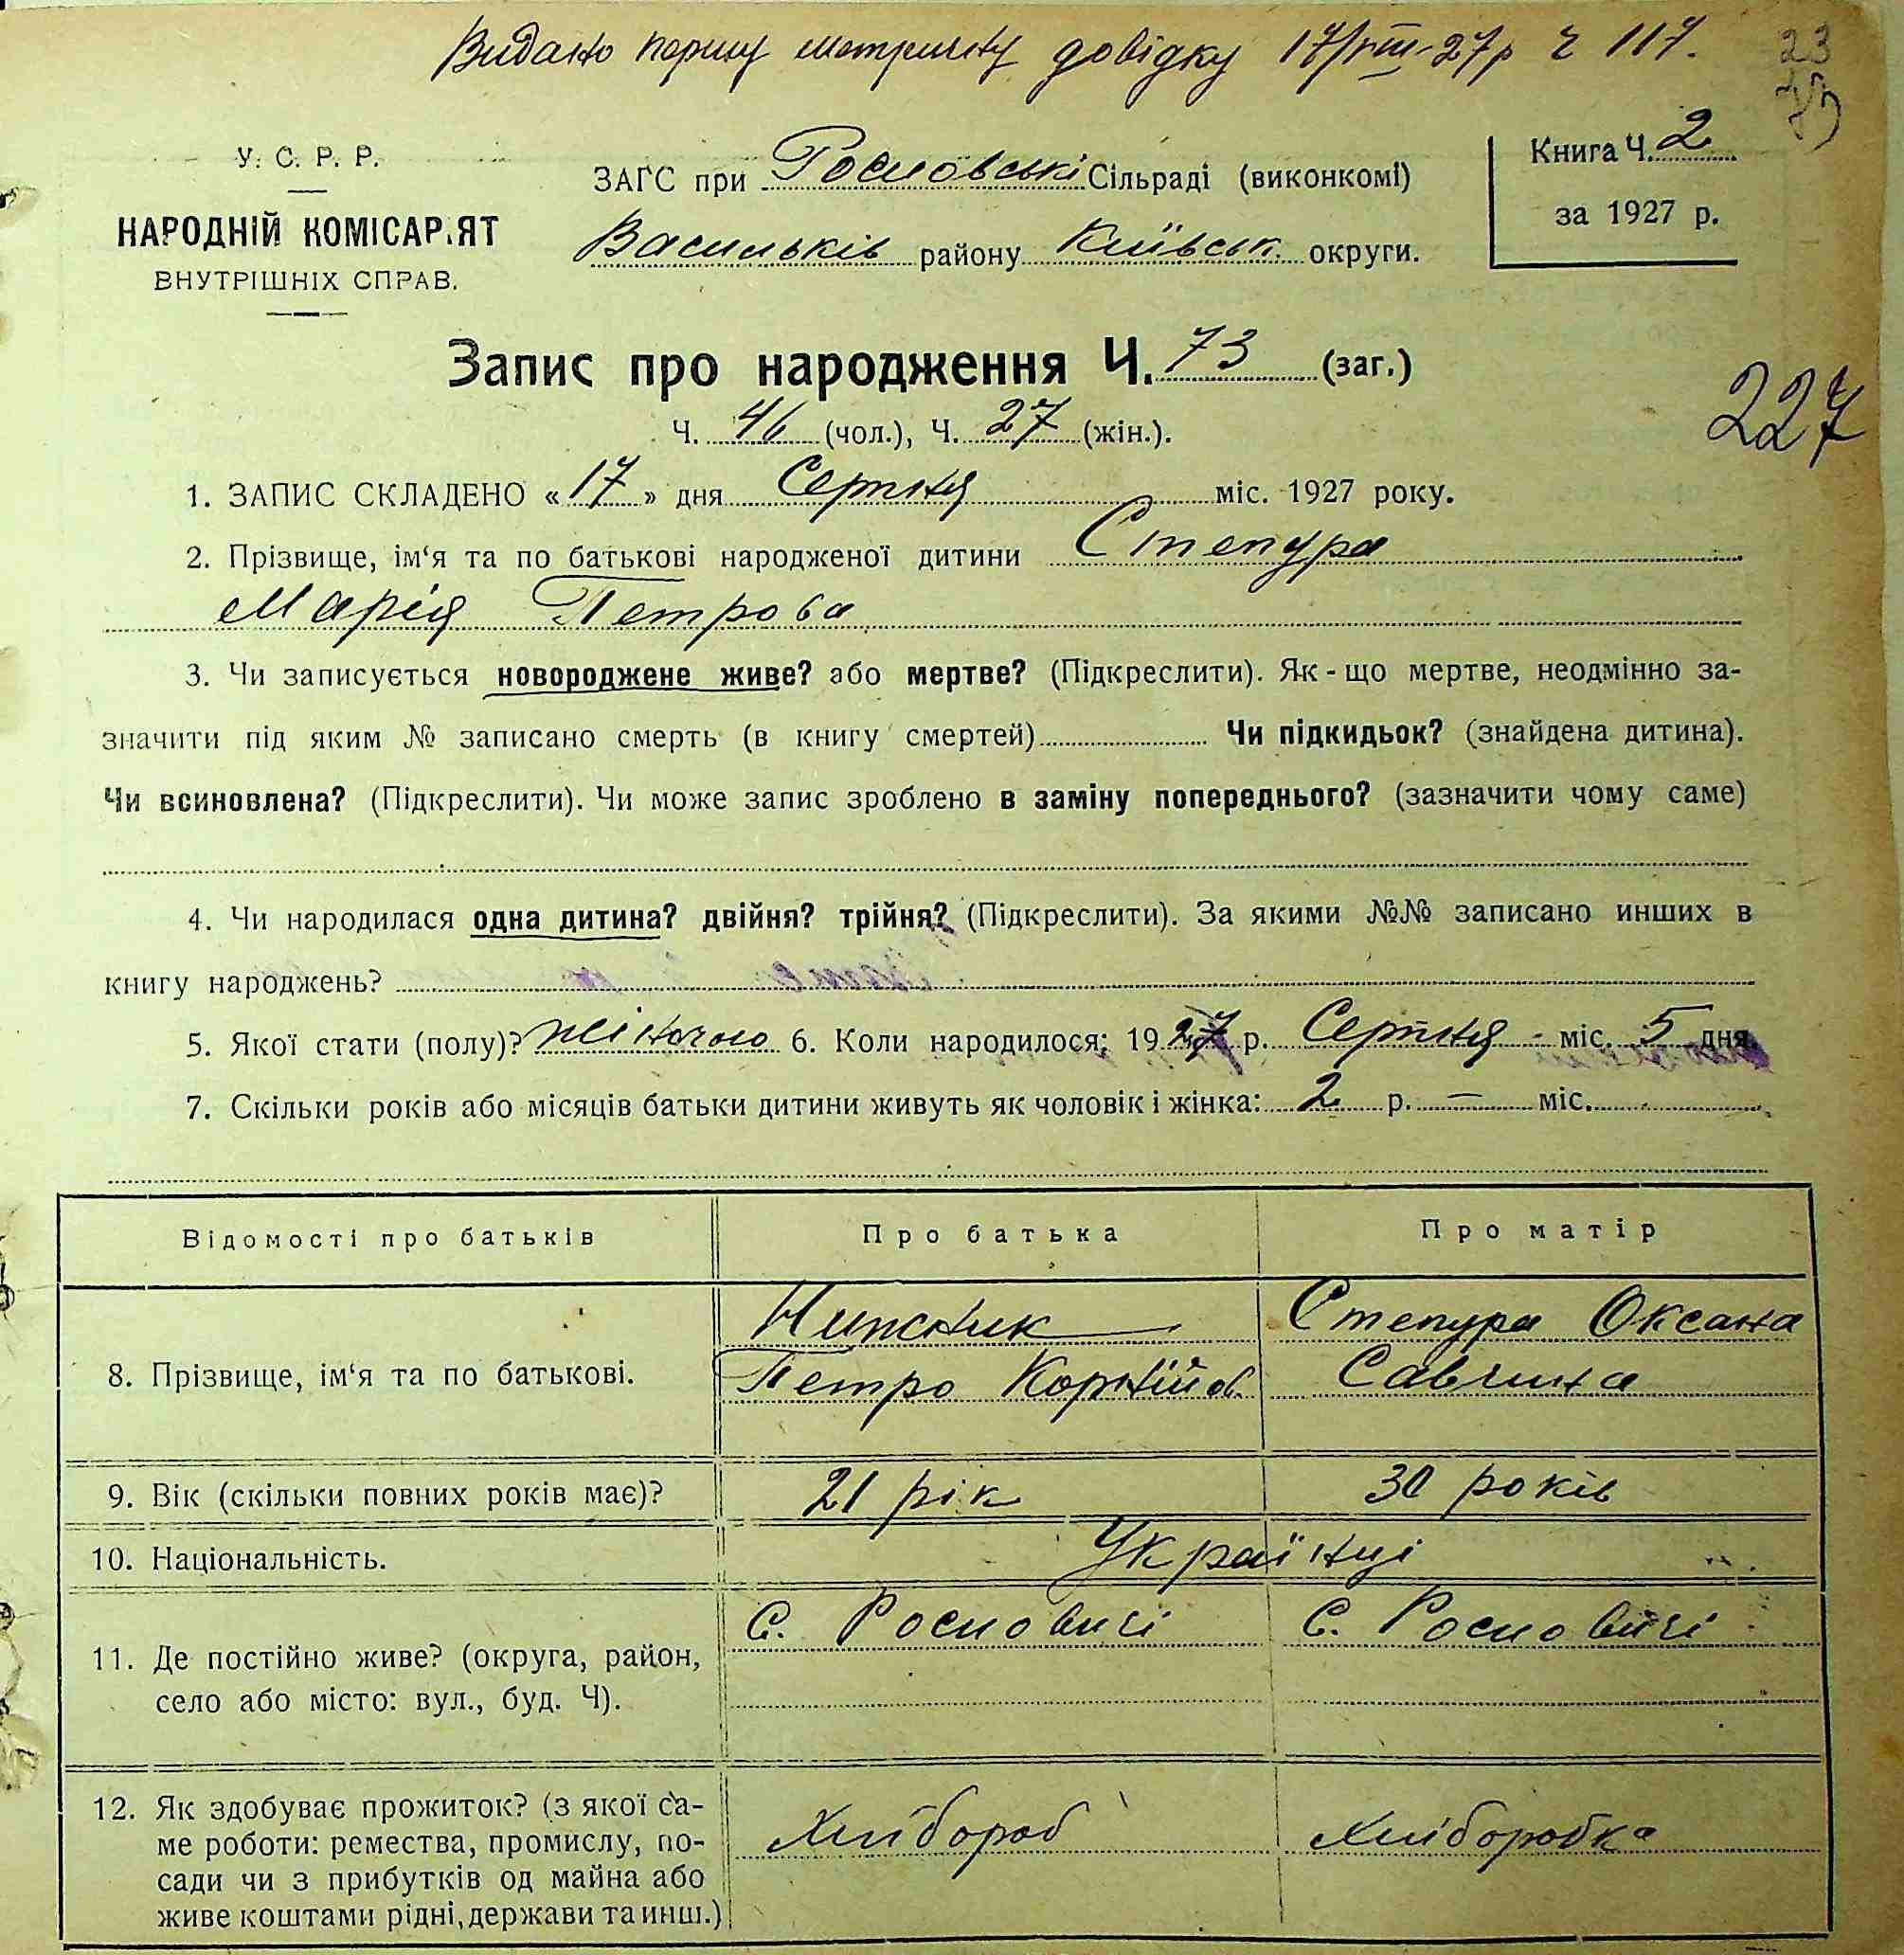 Видано першу метричну довідку 17/VIII-27 р ч 117.
23
У. С. Р. Р.
НАРОДНІЙ КОМІСАР.ЯТ
ВНУТРІШНІХ СПРАВ.
ЗАГС при Росновські Сільраді (виконкомі)
Васильків району Київськ. округи.
Книга Ч. 2
за 1927 р.
Запис про народження Ч. 73 (заг.)
Ч. 46 (чол.), Ч. 27 (жін.).
227
1. ЗАПИС СКЛАДЕНО «17» дня Серпня міс. 1927 року.
2. Прізвище, ім‘я та по батькові народженої дитини Степура
Марія Петрова
3. Чи записується новороджене живе? або мертве? (Підкреслити). Як-що мертве, неодмінно за-
значити під яким № записано смерть (в книгу смертей) Чи підкидьок? (знайдена дитина).
Чи всиновлена? (Підкреслити). Чи може запис зроблено в заміну попереднього? (зазначити чому саме)
4. Чи народилася одна дитина? двійня? трійня? (Підкреслити). За якими №№ записано инших в
книгу народжень?
5. Якої стати (полу)? жіночого 6. Коли народилося: 1927 р. Серпня - міс. 5 дня
7. Скільки років або місяців батьки дитини живуть як чоловік і жінка: 2 р. — міс.
Відомості про батьків Про батька Про матір
8. Прізвище, ім‘я та по батькові. Нижник Степура Оксана
Петро Корнійов. Савчина
9. Вік (скільки повних років має)? 21 рік 30 років
10. Національність. Українці
С. Росновичі С. Росновичі
11. Де постійно живе? (округа, район,
село або місто: вул., буд. Ч).
12. Як здобуває прожиток? (з якої са-
ме роботи: ремества, промислу, по-
сади чи з прибутків од майна або
живе коштами рідні, держави та инш.)
Хлібороб Хліборобка